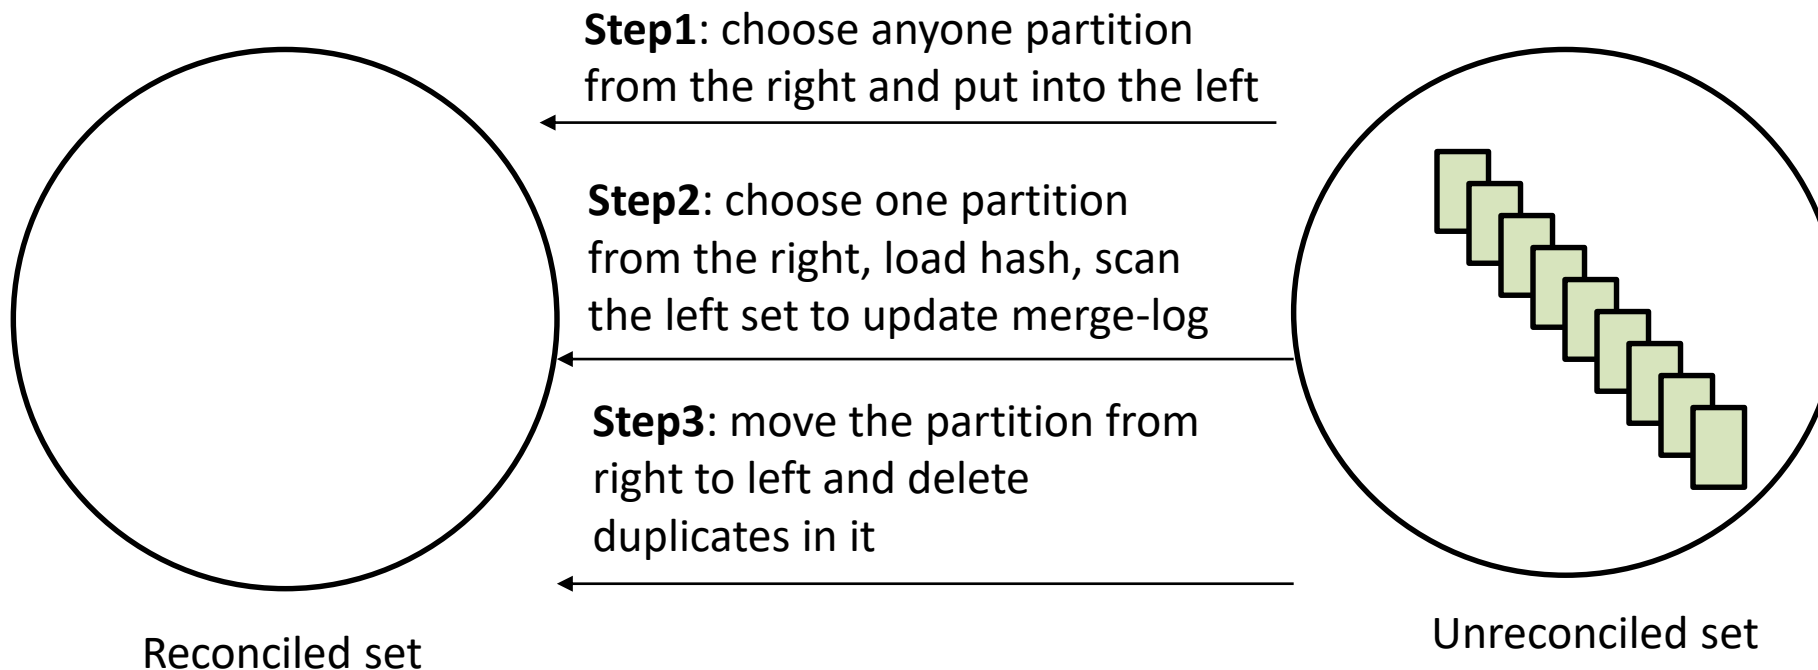 Step1: choose anyone partition
from the right and put into the left
Step2: choose one partition
from the right, load hash, scan
the left set to update merge-log
Step3: move the partition from
right to left and delete
duplicates in it
Reconciled set
Unreconciled set